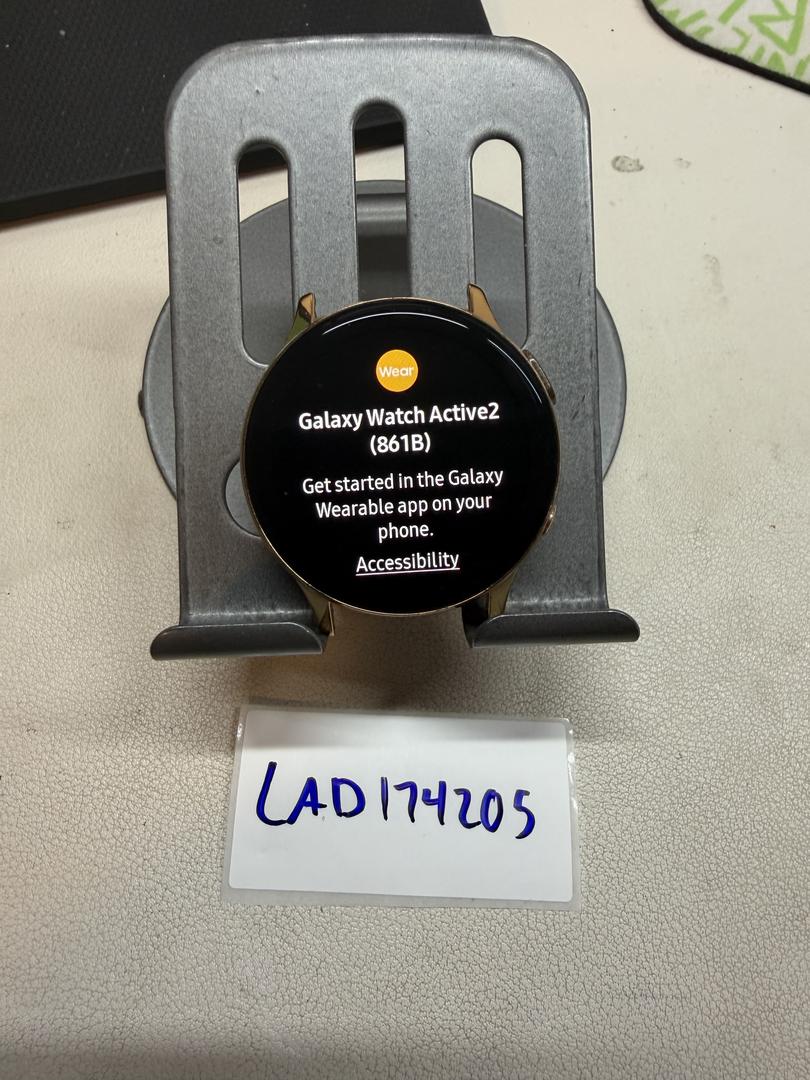 Wear
Galaxy Watch Active2
(861B)
Get started in the Galaxy
Wearable app on your
phone.
Accessibility
LAD174205